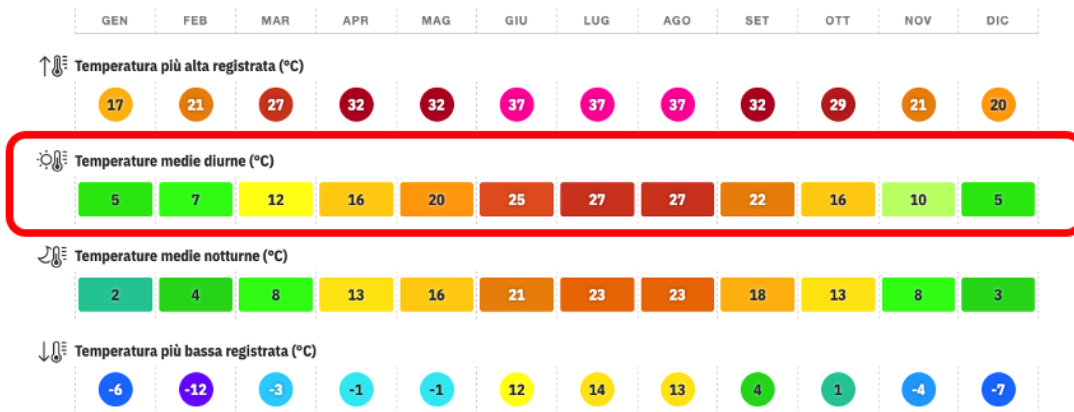 GEN FEB MAR APR MAG GIU LUG AGO SET OTT NOV DIC
Temperatura più alta registrata (°C)
17 21 27 32 32 37 37 37 32 29 21 20
Temperature medie diurne (°C)
5 7 12 16 20 25 27 27 22 16 10 5
Temperature medie notturne (°C)
2 4 8 13 16 21 23 23 18 13 8 3
Temperatura più bassa registrata (°C)
-6 -12 -3 -1 -1 12 14 13 4 1 -4 -7